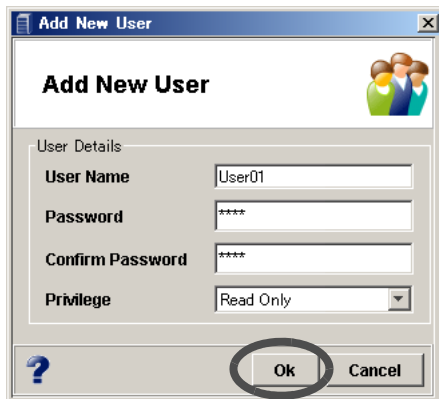 Add New User
Add New User
User Details
User Name User01
Password ****
Confirm Password ****
Privilege Read Only
? Ok Cancel